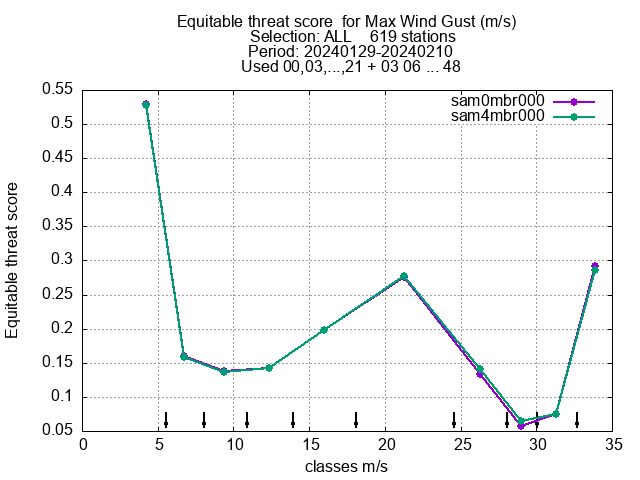 Equitable threat score  for Max Wind Gust (m/s)
Selection: ALL    619 stations
Period: 20240129-20240210
Used 00,03,...,21 + 03 06 ... 48
sam0mbr000
sam4mbr000
0.55
0.5
0.45
0.4
0.35
0.3
0.25
0.2
0.15
0.1
0.05
Equitable threat score
0 5 10 15 20 25 30 35
classes m/s